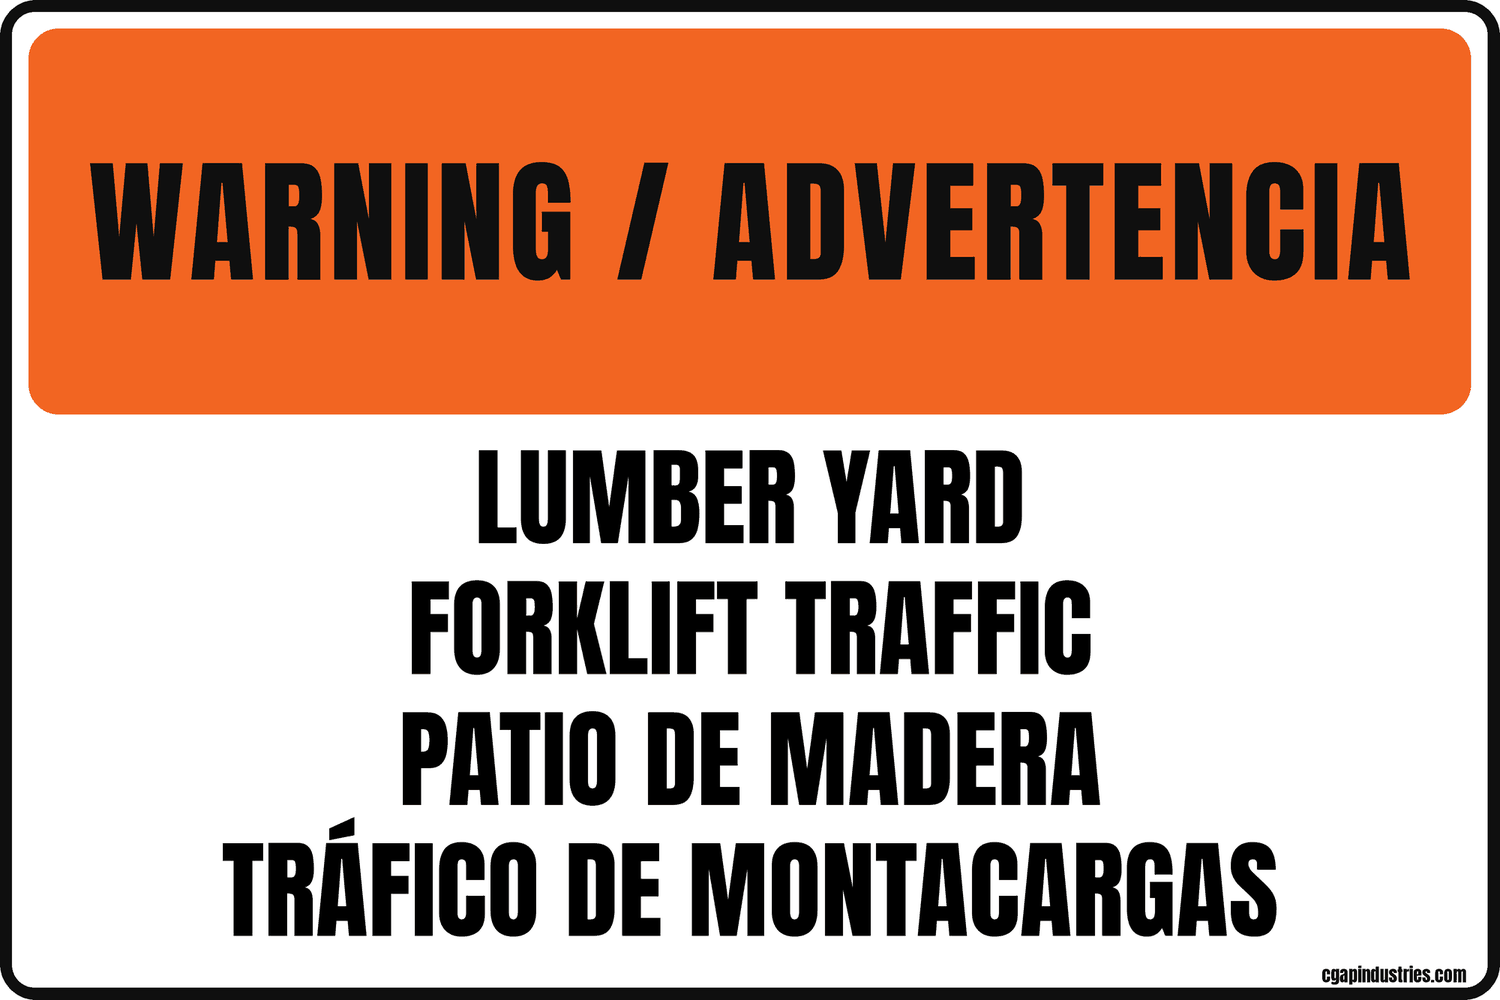 WARNING / ADVERTENCIA
LUMBER YARD
FORKLIFT TRAFFIC
PATIO DE MADERA
TRÁFICO DE MONTACARGAS
cgapindustries.com